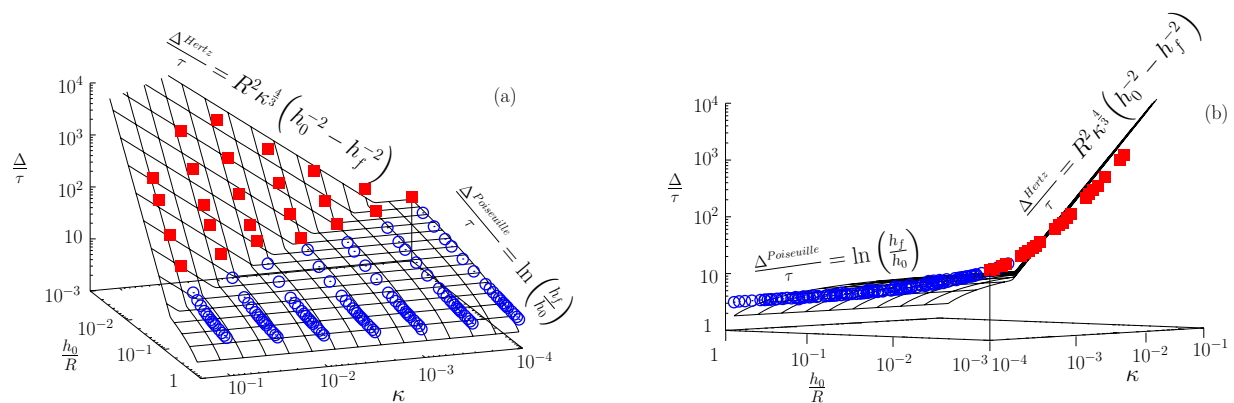 (a)
Δ^{Hertz}/τ = R^2 κ^{4/3} (h_0^{-2} − h_f^{-2})
Δ^{Poiseuille}/τ = ln (h_f/h_0)
Δ/τ
10^4
10^3
10^2
10
10^{-3}
10^{-2}
10^{-1}
1
h_0/R
10^{-1}
10^{-2}
10^{-3}
10^{-4}
κ
(b)
Δ^{Hertz}/τ = R^2 κ^{4/3} (h_0^{-2} − h_f^{-2})
Δ^{Poiseuille}/τ = ln (h_f/h_0)
Δ/τ
10^4
10^3
10^2
10
1
1
10^{-1}
10^{-2}
10^{-3}
h_0/R
10^{-4}
10^{-3}
10^{-2}
10^{-1}
κ